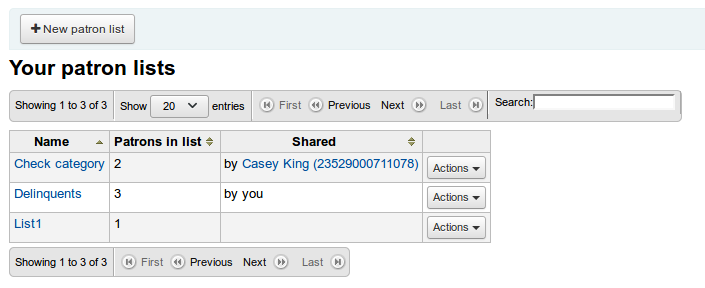 + New patron list
Your patron lists
Showing 1 to 3 of 3 Show 20 entries First Previous Next Last Search:
Name Patrons in list Shared
Check category 2 by Casey King (23529000711078) Actions
Delinquents 3 by you Actions
List1 1 Actions
Showing 1 to 3 of 3 First Previous Next Last